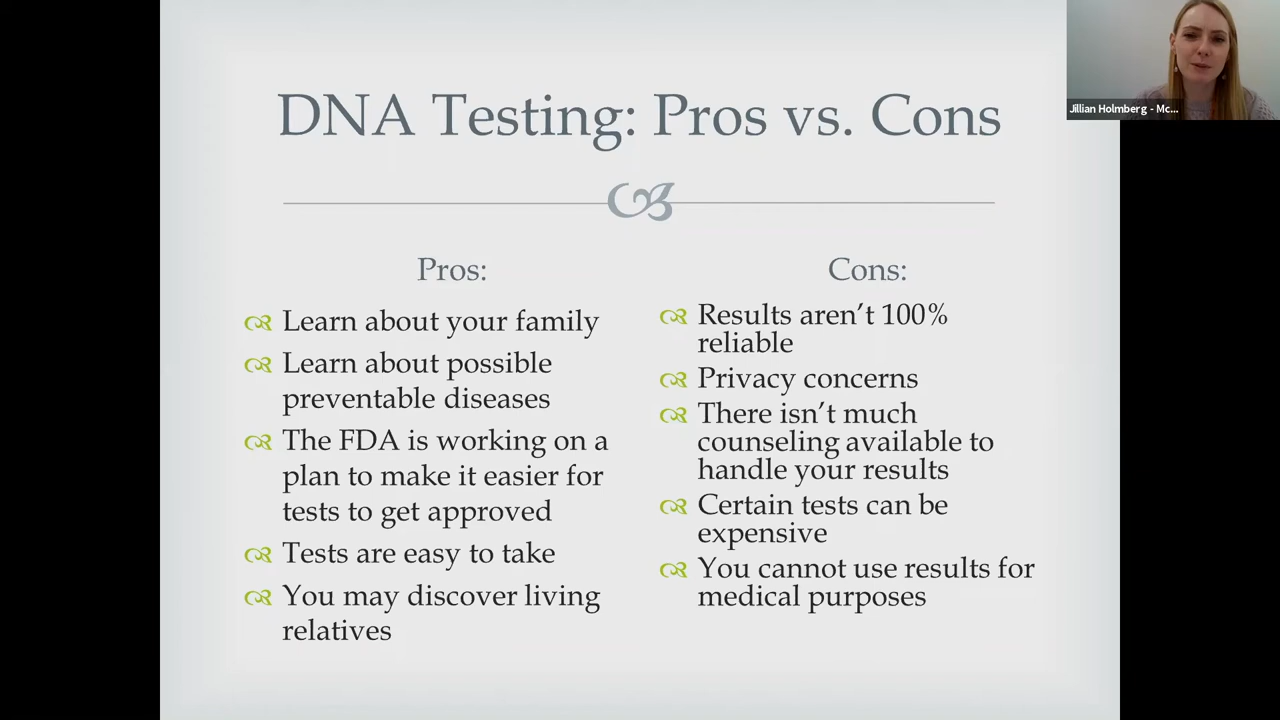 DNA Testing: Pros vs. Cons
Pros:
Learn about your family
Learn about possible
preventable diseases
The FDA is working on a
plan to make it easier for
tests to get approved
Tests are easy to take
You may discover living
relatives
Cons:
Results aren’t 100%
reliable
Privacy concerns
There isn’t much
counseling available to
handle your results
Certain tests can be
expensive
You cannot use results for
medical purposes
Jillian Holmberg - Mc...